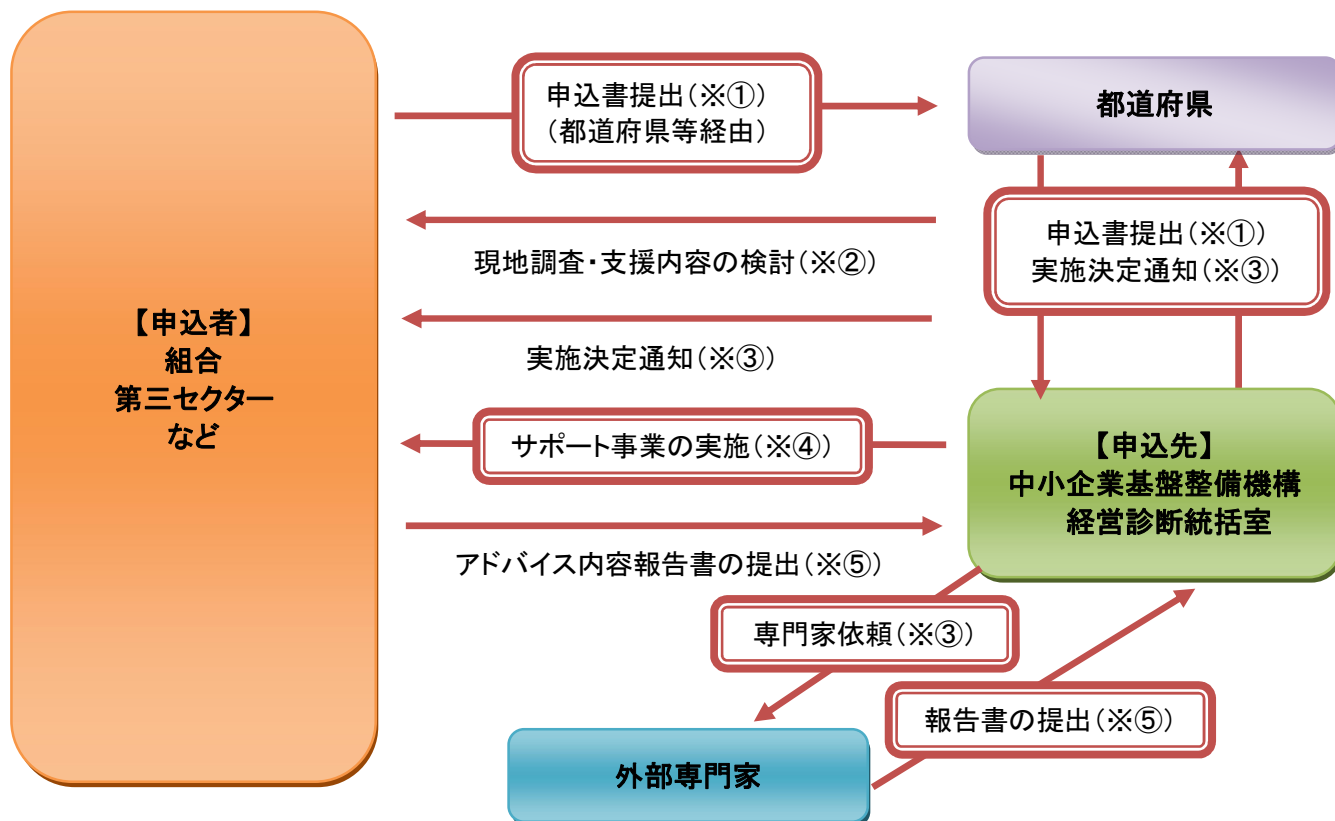 申込書提出(※①)
(都道府県等経由)
都道府県
現地調査・支援内容の検討(※②)
申込書提出(※①)
実施決定通知(※③)
実施決定通知(※③)
【申込者】
組合
第三セクター
など
サポート事業の実施(※④)
【申込先】
中小企業基盤整備機構
経営診断統括室
アドバイス内容報告書の提出(※⑤)
専門家依頼(※③)
報告書の提出(※⑤)
外部専門家